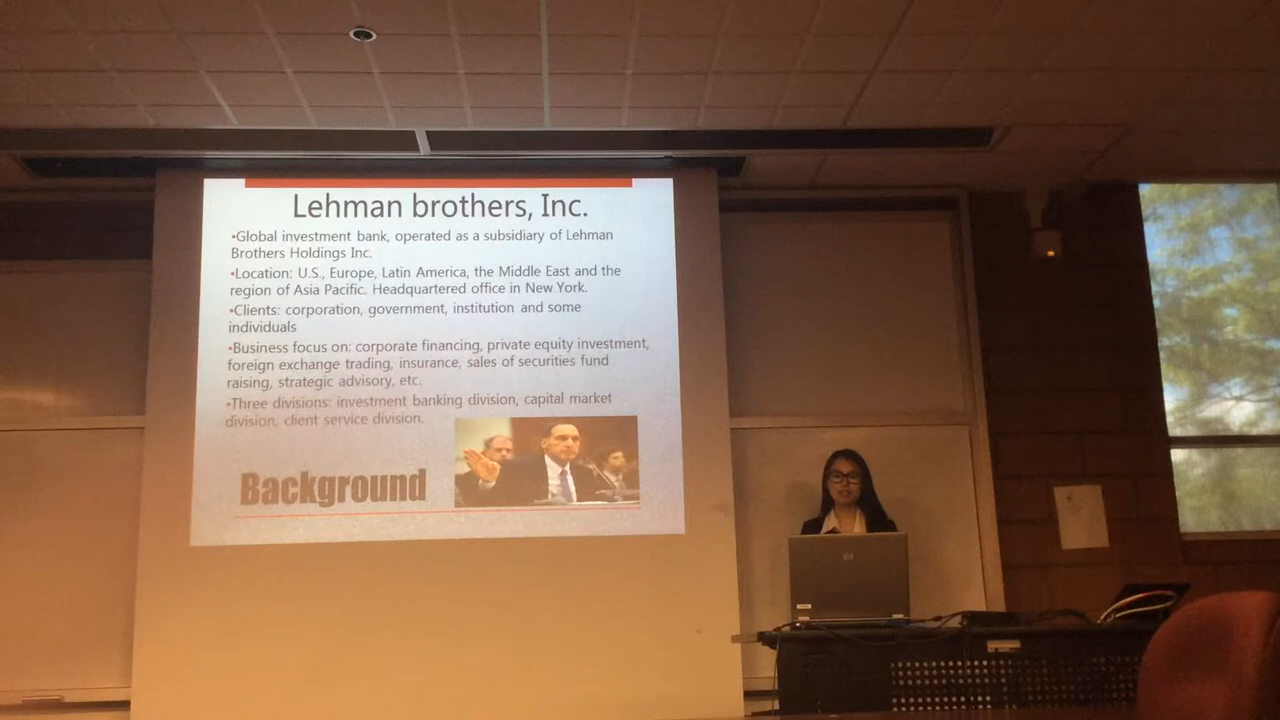 Lehman brothers, Inc.
•Global investment bank, operated as a subsidiary of Lehman
Brothers Holdings Inc.
•Location: U.S., Europe, Latin America, the Middle East and the
region of Asia Pacific. Headquartered office in New York.
•Clients: corporation, government, institution and some
individuals
•Business focus on: corporate financing, private equity investment,
foreign exchange trading, insurance, sales of securities fund
raising, strategic advisory, etc.
•Three divisions: investment banking division, capital market
division, client service division.
Background
hp